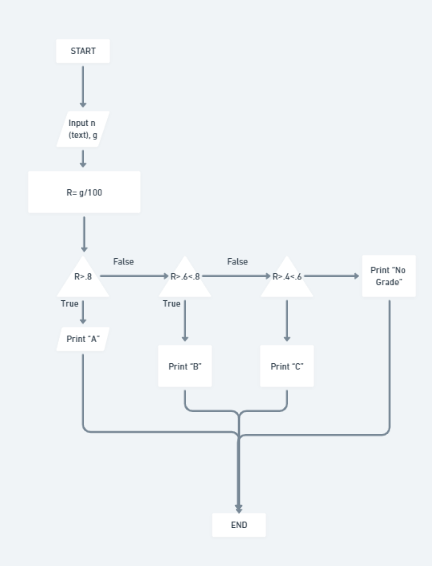 START
Input n
(text), g
R= g/100
False
False
R>.8
R>.6<.8
R>.4<.6
Print "No
Grade"
True
True
Print "A"
Print "B"
Print "C"
END